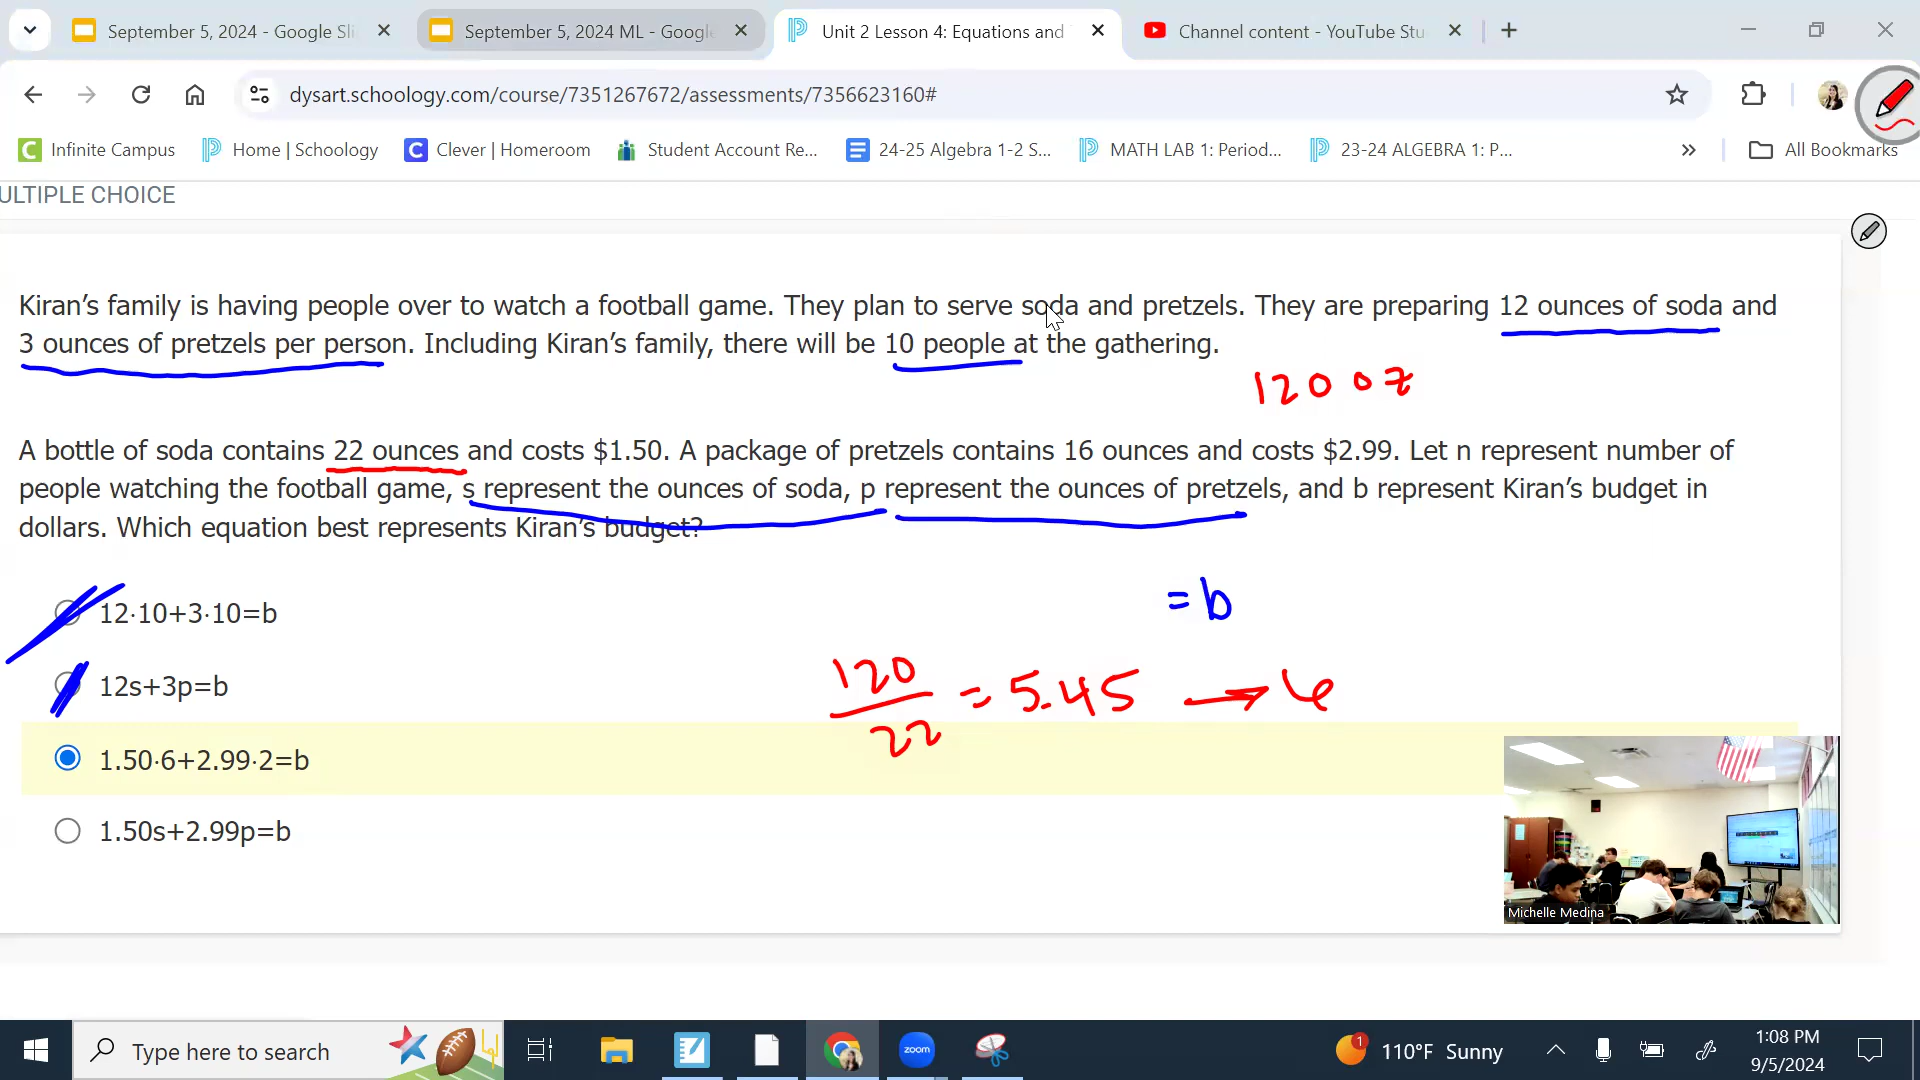 September 5, 2024 - Google Sli
September 5, 2024 ML - Google
Unit 2 Lesson 4: Equations and
Channel content - YouTube Stu
dysart.schoology.com/course/7351267672/assessments/7356623160#
Infinite Campus
Home | Schoology
Clever | Homeroom
Student Account Re...
24-25 Algebra 1-2 S...
MATH LAB 1: Period...
23-24 ALGEBRA 1: P...
»
All Bookmarks
ULTIPLE CHOICE
Kiran's family is having people over to watch a football game. They plan to serve soda and pretzels. They are preparing 12 ounces of soda and
3 ounces of pretzels per person. Including Kiran's family, there will be 10 people at the gathering.
120 oz
A bottle of soda contains 22 ounces and costs $1.50. A package of pretzels contains 16 ounces and costs $2.99. Let n represent number of
people watching the football game, s represent the ounces of soda, p represent the ounces of pretzels, and b represent Kiran's budget in
dollars. Which equation best represents Kiran's budget?
12·10+3·10=b
= b
12s+3p=b
120/22 = 5.45 → 6
1.50·6+2.99·2=b
1.50s+2.99p=b
Michelle Medina
Type here to search
zoom
1
110°F Sunny
1:08 PM
9/5/2024